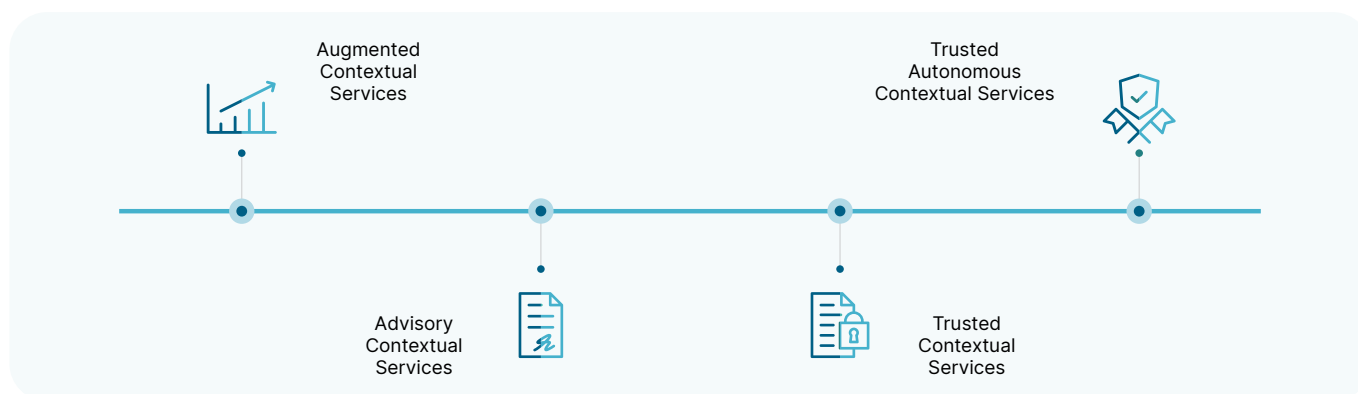 Augmented
Contextual
Services
Trusted
Autonomous
Contextual Services
Advisory
Contextual
Services
Trusted
Contextual
Services